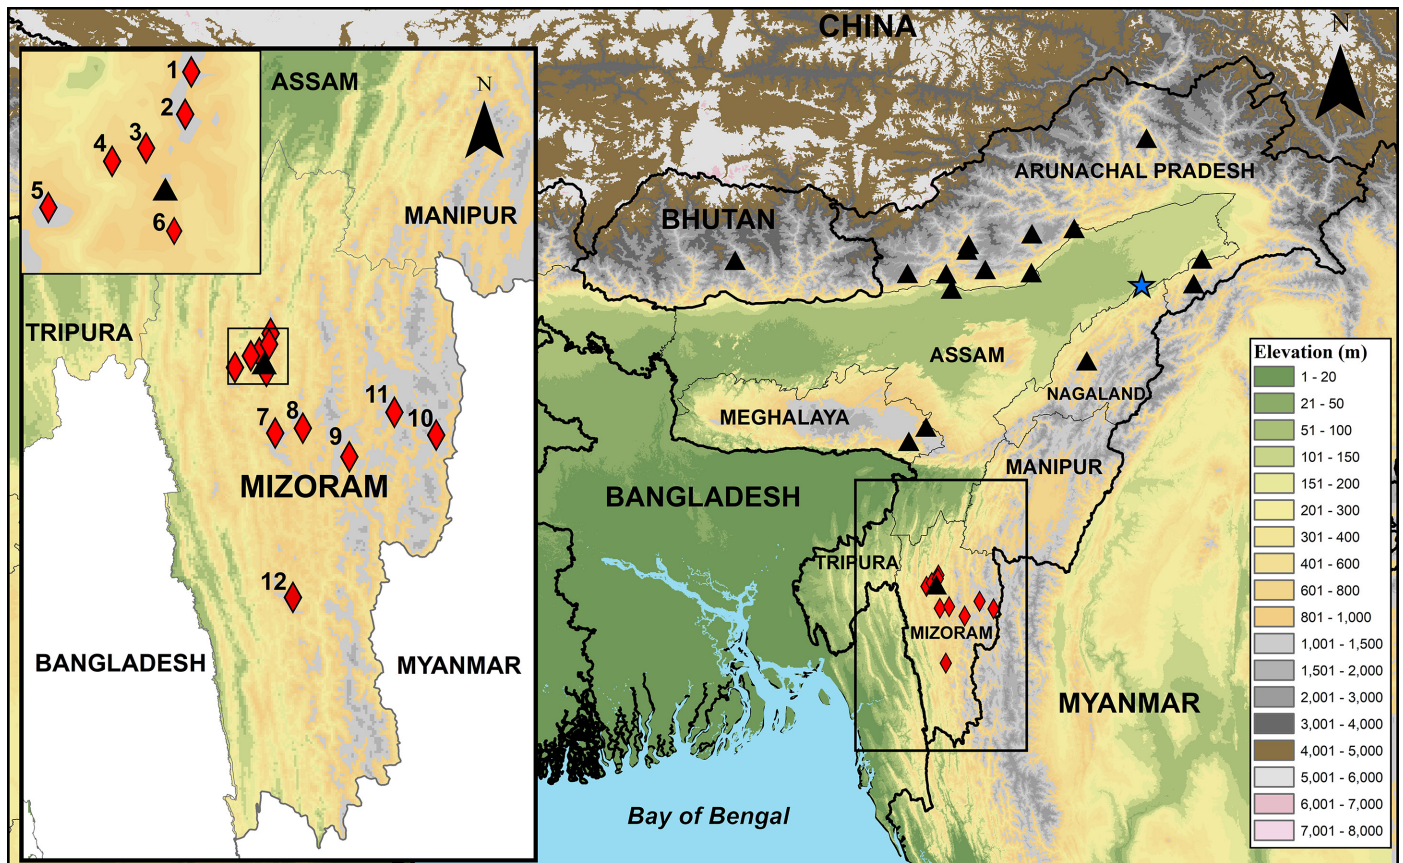 CHINA
N
ASSAM
1
2
3
4
5
6
N
MANIPUR
ARUNACHAL PRADESH
BHUTAN
TRIPURA
ASSAM
Elevation (m)
1 - 20
21 - 50
51 - 100
101 - 150
151 - 200
201 - 300
301 - 400
401 - 600
601 - 800
801 - 1,000
1,001 - 1,500
1,501 - 2,000
2,001 - 3,000
3,001 - 4,000
4,001 - 5,000
5,001 - 6,000
6,001 - 7,000
7,001 - 8,000
NAGALAND
11
7
8
10
9
MEGHALAYA
MIZORAM
MANIPUR
BANGLADESH
TRIPURA
12
MIZORAM
BANGLADESH
MYANMAR
MYANMAR
Bay of Bengal